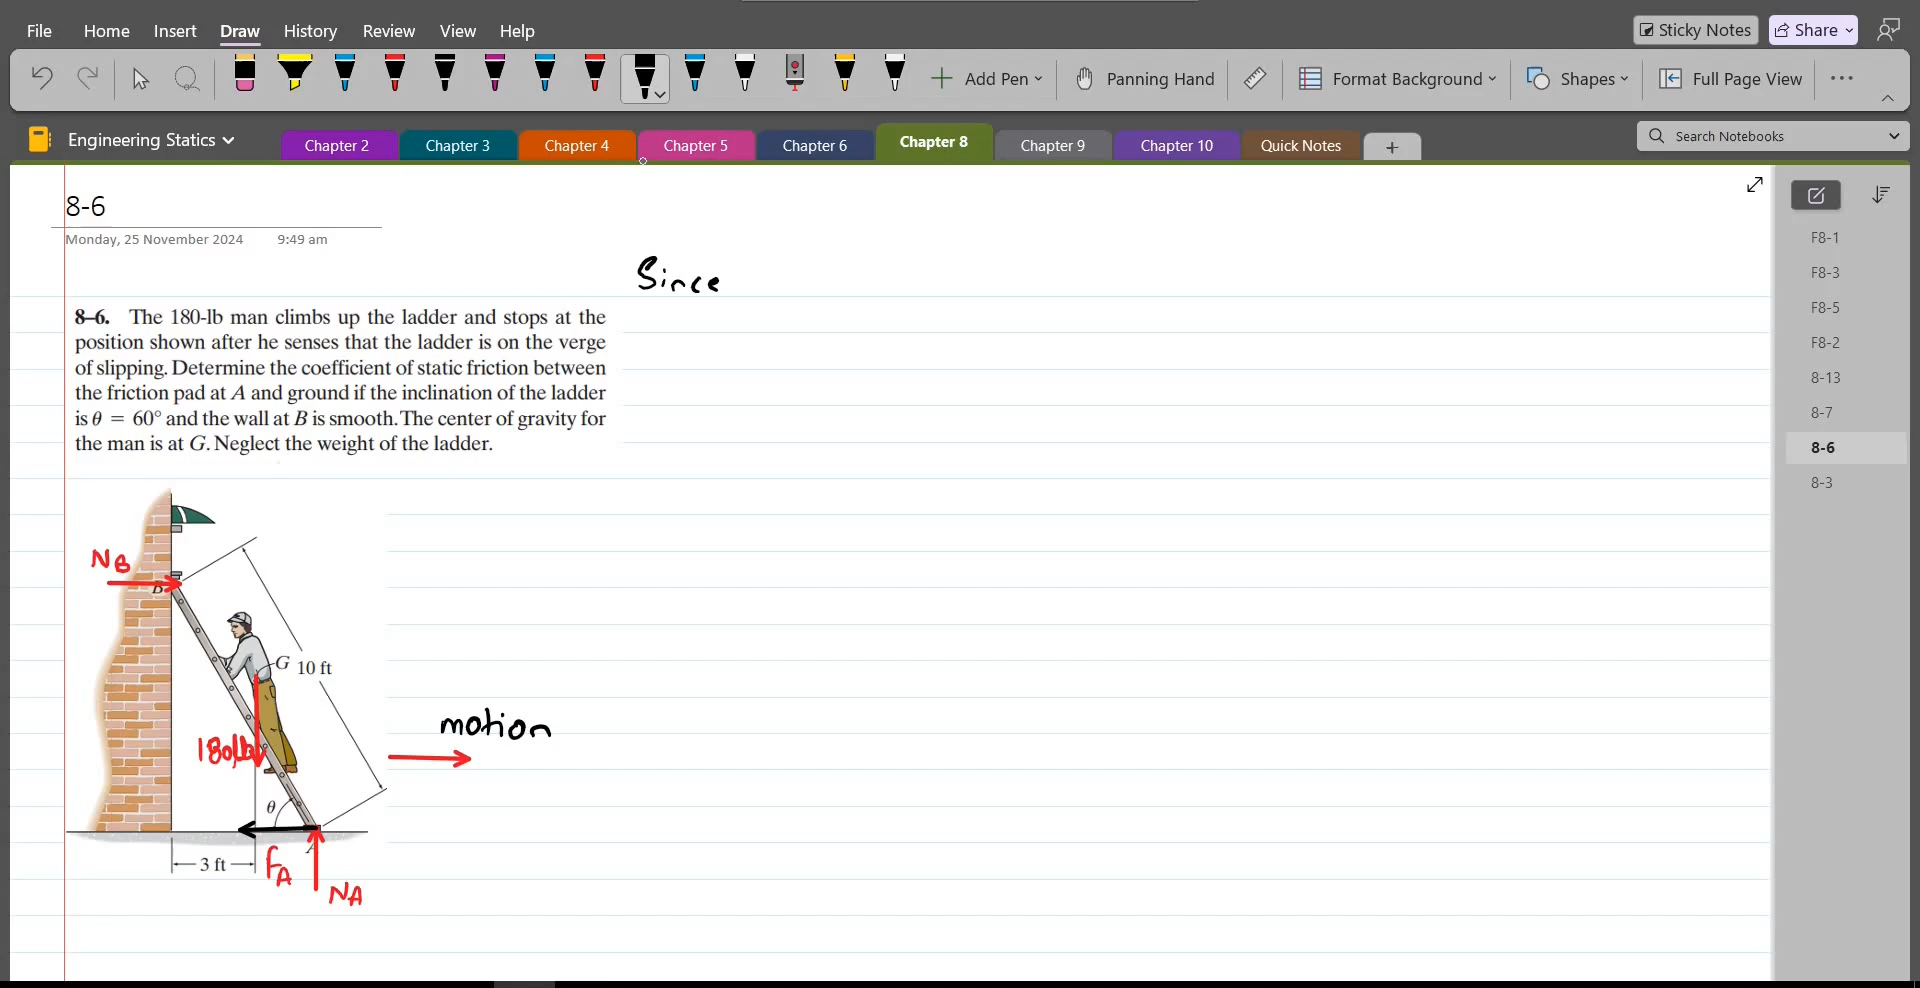 File Home Insert Draw History Review View Help
Sticky Notes Share
Add Pen Panning Hand Format Background Shapes Full Page View
Engineering Statics
Chapter 2 Chapter 3 Chapter 4 Chapter 5 Chapter 6 Chapter 8 Chapter 9 Chapter 10 Quick Notes +
Search Notebooks
8-6
Monday, 25 November 2024 9:49 am
Since
8–6. The 180-lb man climbs up the ladder and stops at the
position shown after he senses that the ladder is on the verge
of slipping. Determine the coefficient of static friction between
the friction pad at A and ground if the inclination of the ladder
is θ = 60° and the wall at B is smooth. The center of gravity for
the man is at G. Neglect the weight of the ladder.
NB
B
G 10 ft
motion
180lb
θ
A
3 ft
FA
NA
F8-1
F8-3
F8-5
F8-2
8-13
8-7
8-6
8-3